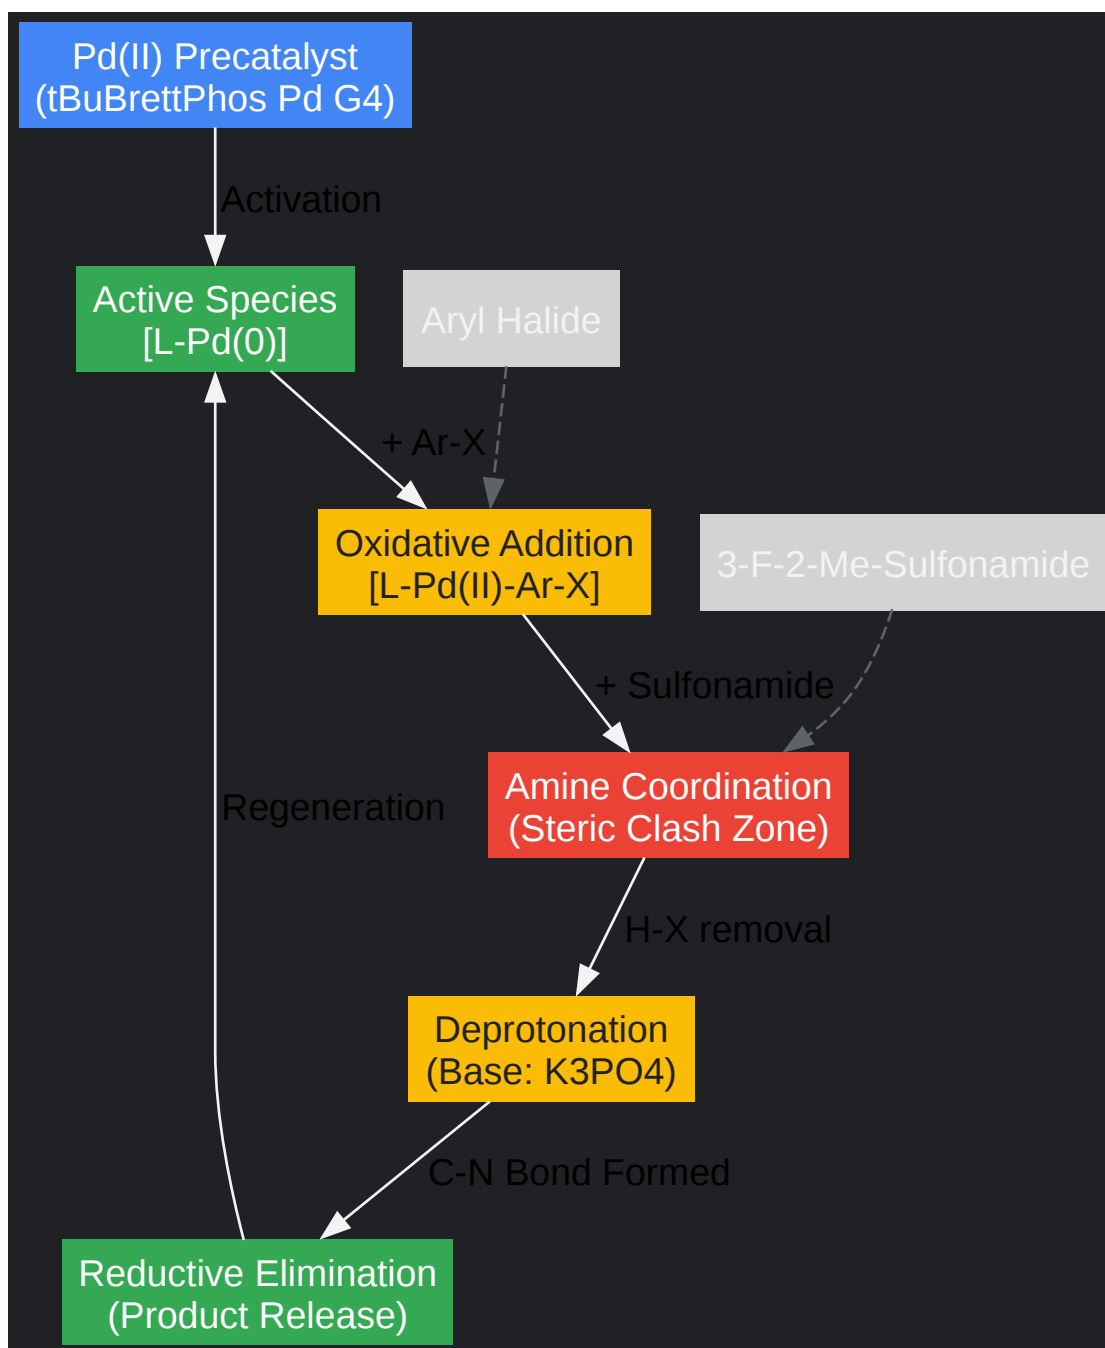 Pd(II) Precatalyst
(tBuBrettPhos Pd G4)
Activation
Active Species
[L-Pd(0)]
Aryl Halide
+ Ar-X
Oxidative Addition
[L-Pd(II)-Ar-X]
3-F-2-Me-Sulfonamide
+ Sulfonamide
Amine Coordination
(Steric Clash Zone)
Regeneration
H-X removal
Deprotonation
(Base: K3PO4)
C-N Bond Formed
Reductive Elimination
(Product Release)